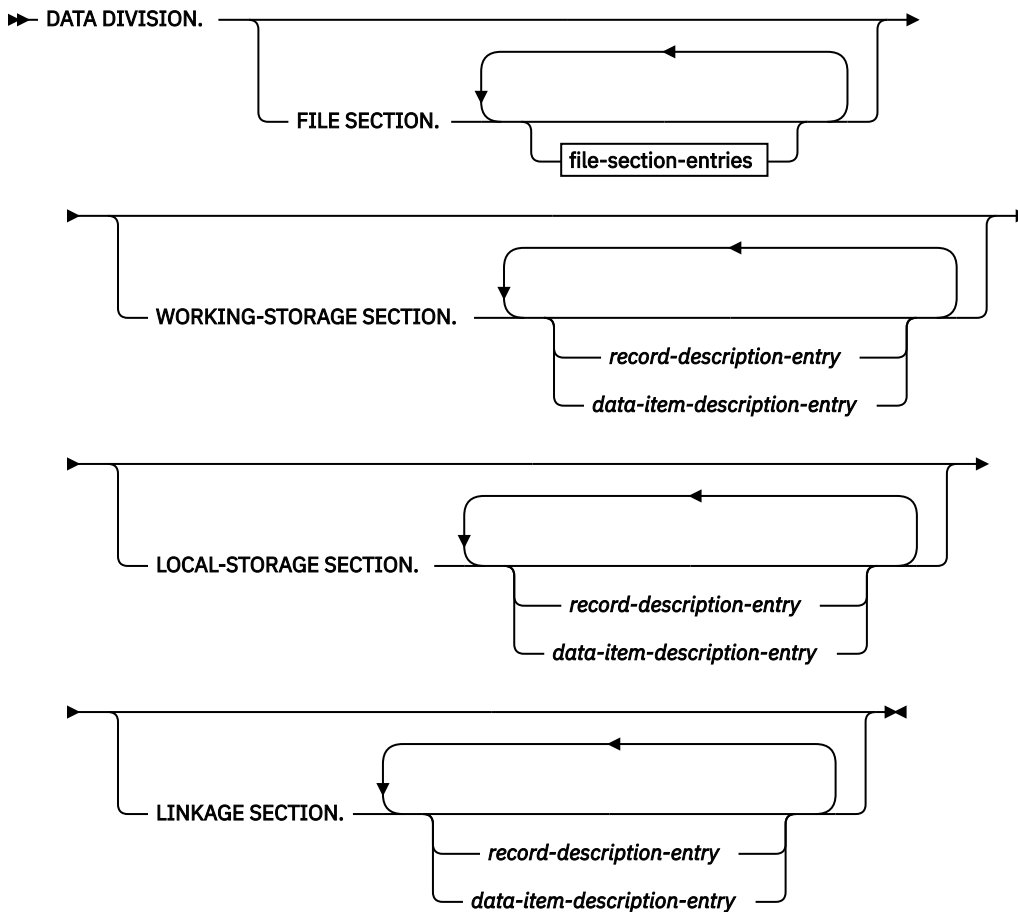 DATA DIVISION.
FILE SECTION.
file-section-entries
WORKING-STORAGE SECTION.
record-description-entry
data-item-description-entry
LOCAL-STORAGE SECTION.
record-description-entry
data-item-description-entry
LINKAGE SECTION.
record-description-entry
data-item-description-entry